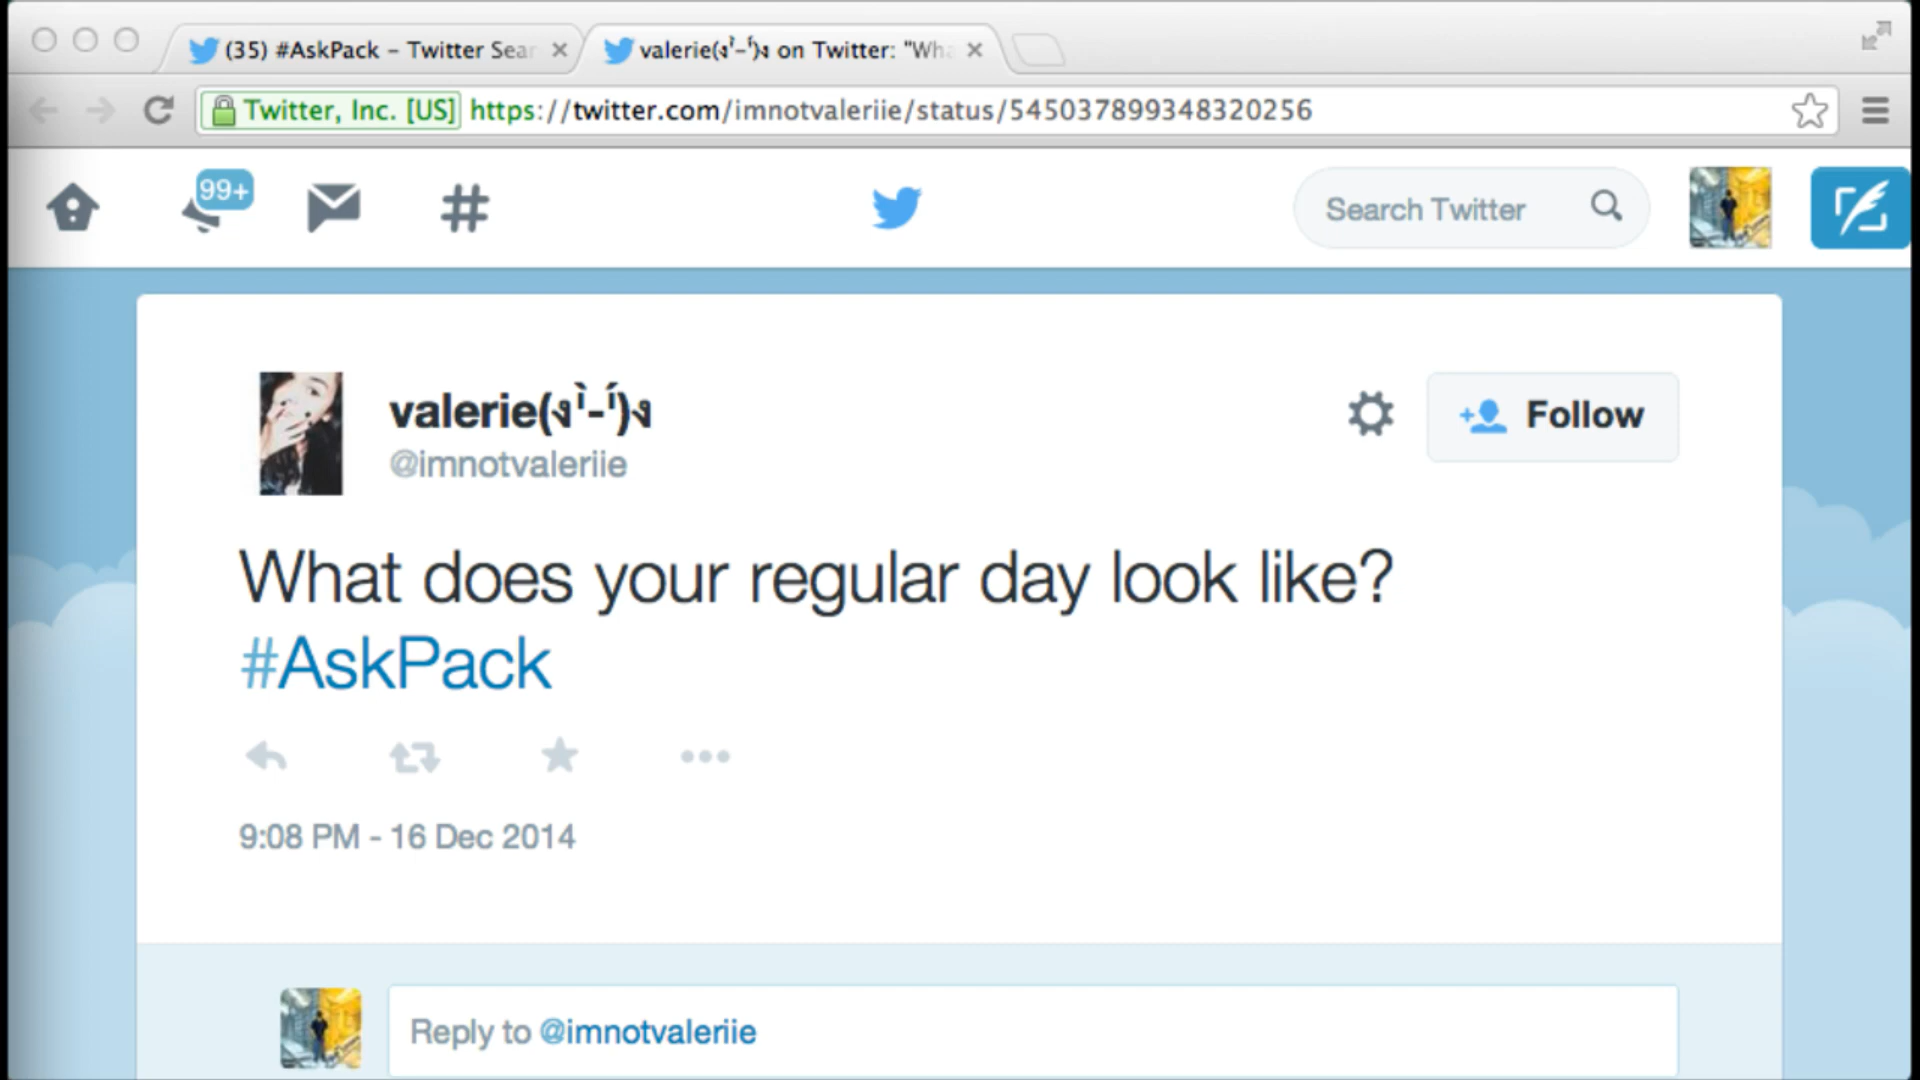 (35) #AskPack – Twitter Sear
valerie(ง'̀-'́)ง on Twitter: "Wha
Twitter, Inc. [US] https://twitter.com/imnotvaleriie/status/545037899348320256
99+
Search Twitter
valerie(ง'̀-'́)ง
@imnotvaleriie
Follow
What does your regular day look like?
#AskPack
9:08 PM - 16 Dec 2014
Reply to @imnotvaleriie